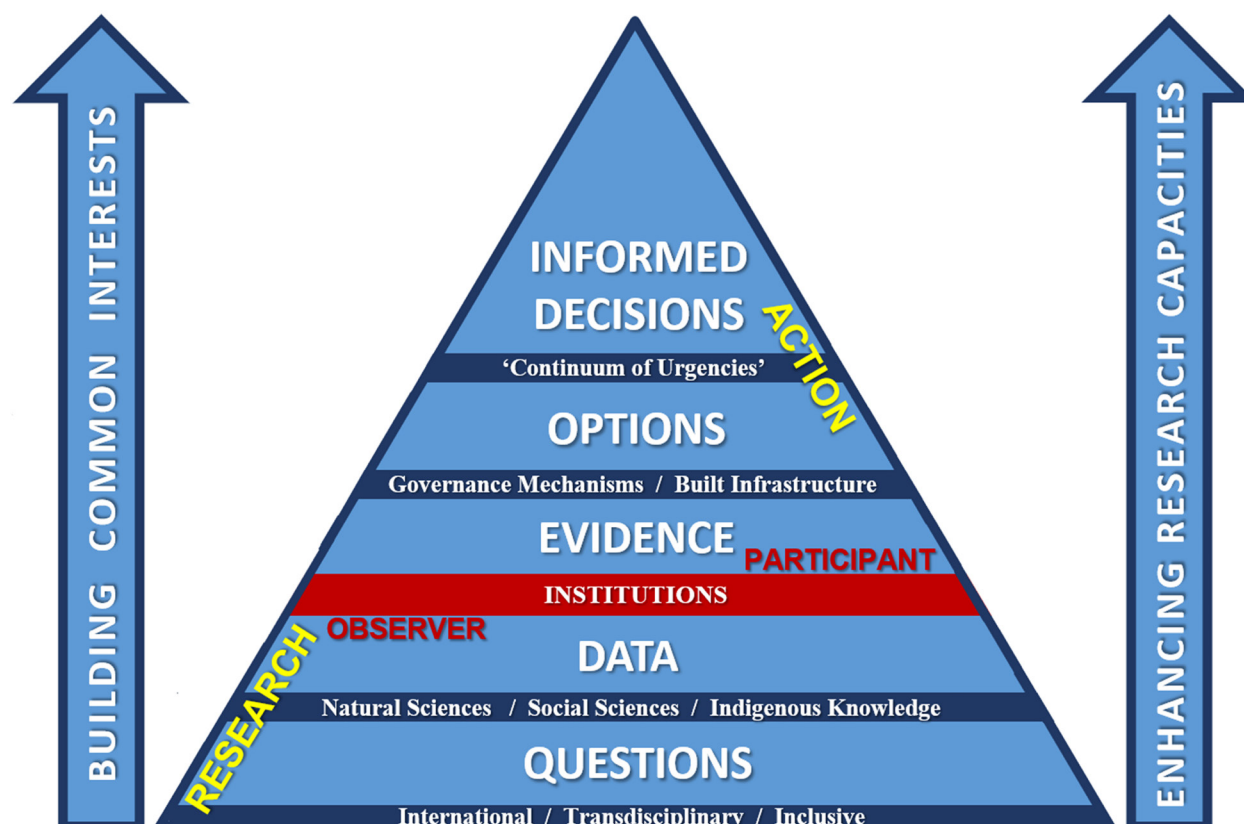 BUILDING COMMON INTERESTS
INFORMED
DECISIONS
ACTION
'Continuum of Urgencies'
OPTIONS
Governance Mechanisms / Built Infrastructure
EVIDENCE
PARTICIPANT
INSTITUTIONS
OBSERVER
DATA
RESEARCH
Natural Sciences / Social Sciences / Indigenous Knowledge
QUESTIONS
International / Transdisciplinary / Inclusive
ENHANCING RESEARCH CAPACITIES